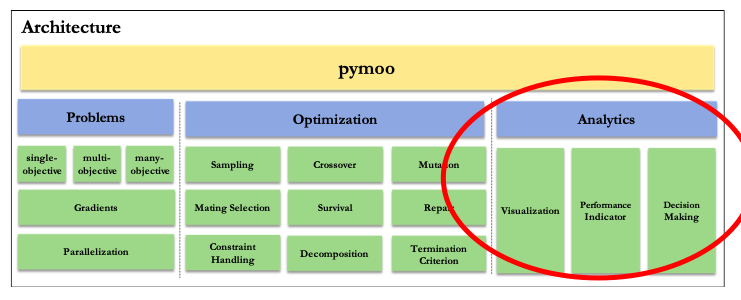 Architecture
pymoo
Problems
Optimization
Analytics
single-
objective
multi-
objective
many-
objective
Gradients
Parallelization
Sampling
Crossover
Mutation
Mating Selection
Survival
Repair
Constraint
Handling
Decomposition
Termination
Criterion
Visualization
Performance
Indicator
Decision
Making